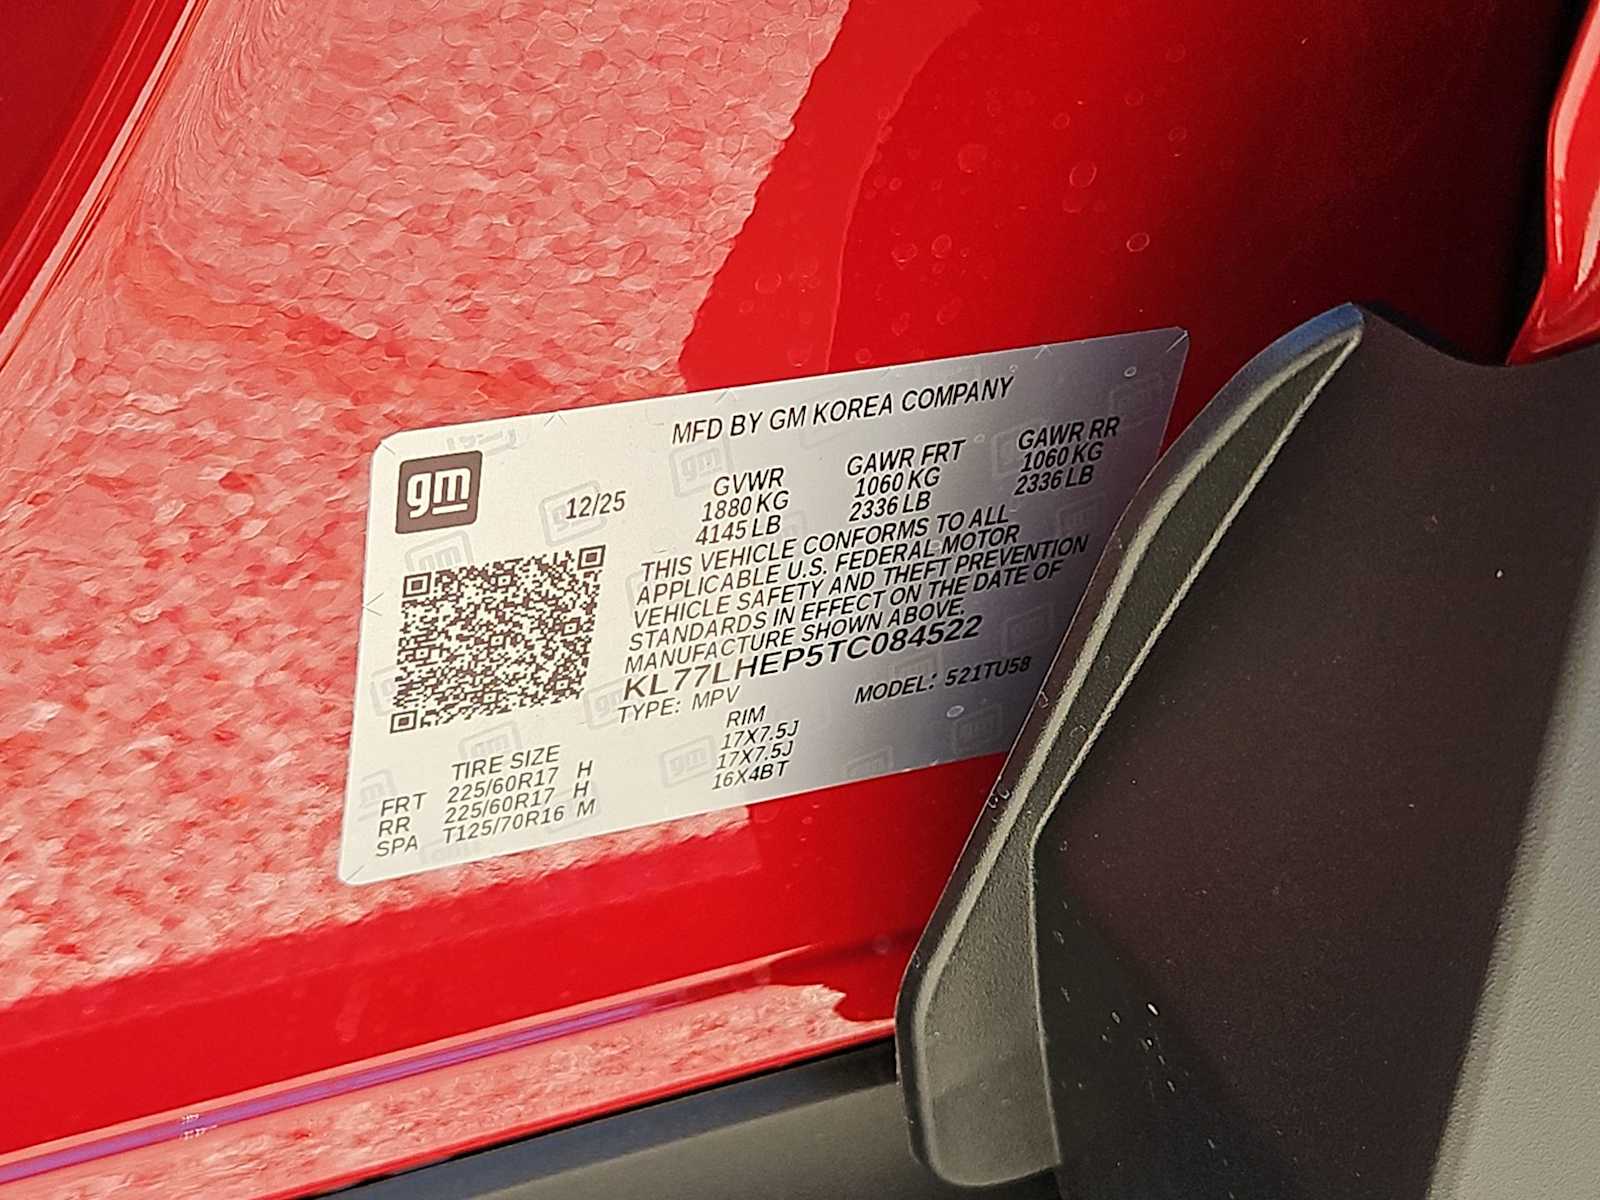 MFD BY GM KOREA COMPANY
gm
12/25
GVWR GAWR FRT GAWR RR
1880 KG 1060 KG 1060 KG
4145 LB 2336 LB 2336 LB
THIS VEHICLE CONFORMS TO ALL
APPLICABLE U.S. FEDERAL MOTOR
VEHICLE SAFETY AND THEFT PREVENTION
STANDARDS IN EFFECT ON THE DATE OF
MANUFACTURE SHOWN ABOVE.
KL77LHEP5TC084522
TYPE: MPV MODEL: 521TU58
TIRE SIZE RIM
FRT 225/60R17 H 17X7.5J
RR 225/60R17 H 17X7.5J
SPA T125/70R16 M 16X4BT